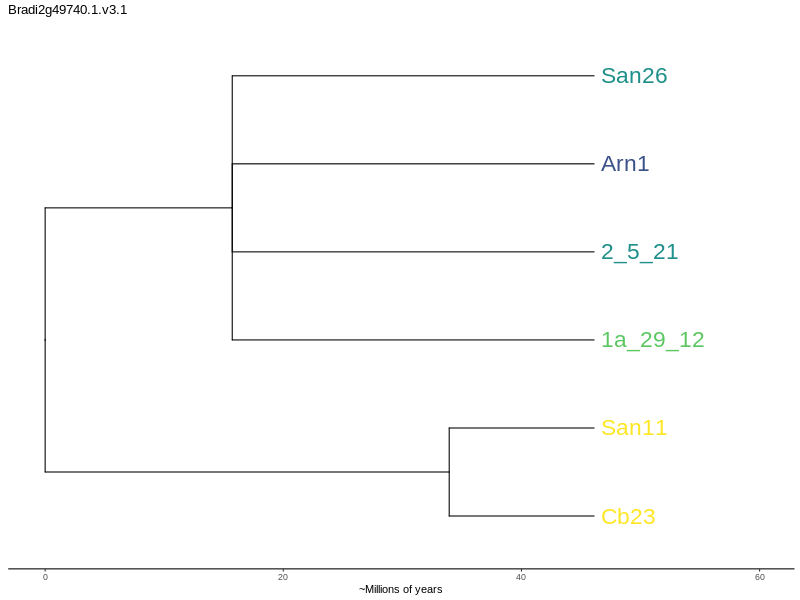 Bradi2g49740.1.v3.1
San26
Arn1
2_5_21
1a_29_12
San11
Cb23
0 20 40 60
~Millions of years